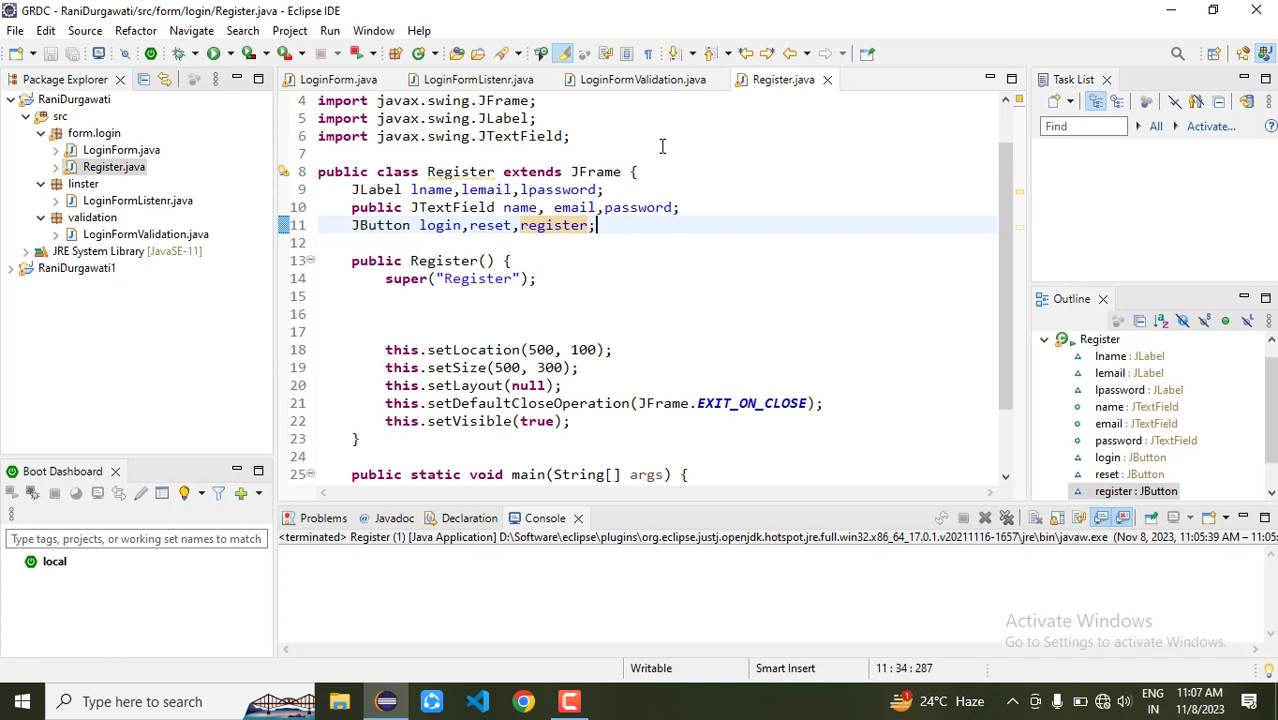 GRDC - RaniDurgawati/src/form/login/Register.java - Eclipse IDE
File Edit Source Refactor Navigate Search Project Run Window Help
Package Explorer
RaniDurgawati
src
form.login
LoginForm.java
Register.java
linster
LoginFormListenr.java
validation
LoginFormValidation.java
JRE System Library [JavaSE-11]
RaniDurgawati1
LoginForm.java LoginFormListenr.java LoginFormValidation.java Register.java
4 import javax.swing.JFrame;
5 import javax.swing.JLabel;
6 import javax.swing.JTextField;
7
8 public class Register extends JFrame {
9 JLabel lname,lemail,lpassword;
10 public JTextField name, email,password;
11 JButton login,reset,register;
12
13 public Register() {
14 super("Register");
15
16
17
18 this.setLocation(500, 100);
19 this.setSize(500, 300);
20 this.setLayout(null);
21 this.setDefaultCloseOperation(JFrame.EXIT_ON_CLOSE);
22 this.setVisible(true);
23 }
24
25 public static void main(String[] args) {
Task List
Find All Activate...
Outline
Register
lname : JLabel
lemail : JLabel
lpassword : JLabel
name : JTextField
email : JTextField
password : JTextField
login : JButton
reset : JButton
register : JButton
Boot Dashboard
Type tags, projects, or working set names to match
local
Problems Javadoc Declaration Console
<terminated> Register (1) [Java Application] D:\Software\eclipse\plugins\org.eclipse.justj.openjdk.hotspot.jre.full.win32.x86_64_17.0.1.v20211116-1657\jre\bin\javaw.exe (Nov 8, 2023, 11:05:39 AM – 11:05
Activate Windows
Go to Settings to activate Windows.
Writable Smart Insert 11 : 34 : 287
Type here to search
1 24°C Haze
ENG
IN
11:07 AM
11/8/2023
3